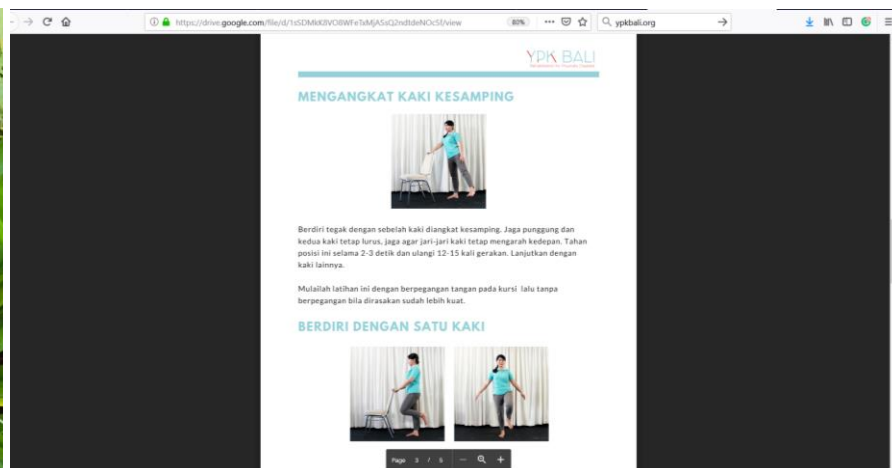 https://drive.google.com/file/d/1sSDMkK8VO8WFeTxMjASsQ2ndtdeNOcSf/view
80%
ypkbali.org
YPK BALI
MENGANGKAT KAKI KESAMPING
Berdiri tegak dengan sebelah kaki diangkat kesamping. Jaga punggung dan
kedua kaki tetap lurus, jaga agar jari-jari kaki tetap mengarah kedepan. Tahan
posisi ini selama 2-3 detik dan ulangi 12-15 kali gerakan. Lanjutkan dengan
kaki lainnya.
Mulailah latihan ini dengan berpegangan tangan pada kursi lalu tanpa
berpegangan bila dirasakan sudah lebih kuat.
BERDIRI DENGAN SATU KAKI
Page 3 / 5